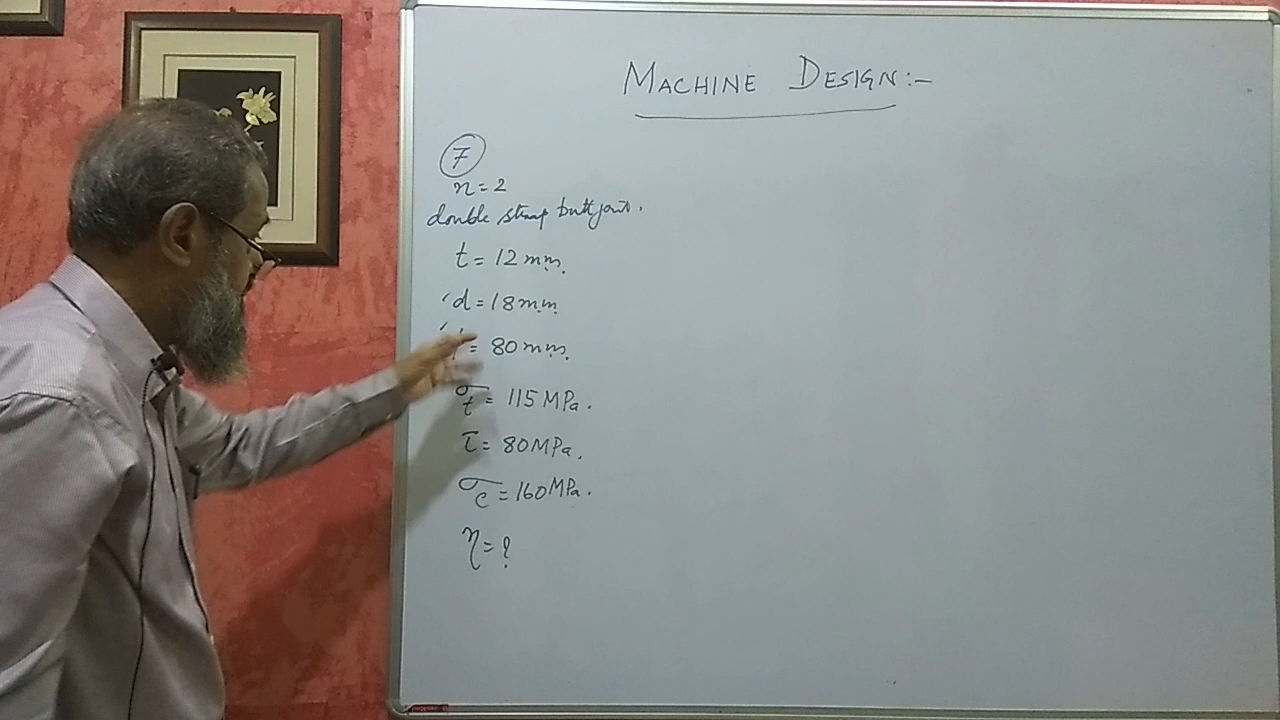 MACHINE DESIGN:-
7
n=2
double strap butt joint.
t = 12 mm.
d = 18 mm
= 80 mm.
σt = 115 MPa.
τ = 80 MPa.
σc = 160 MPa.
η = ?